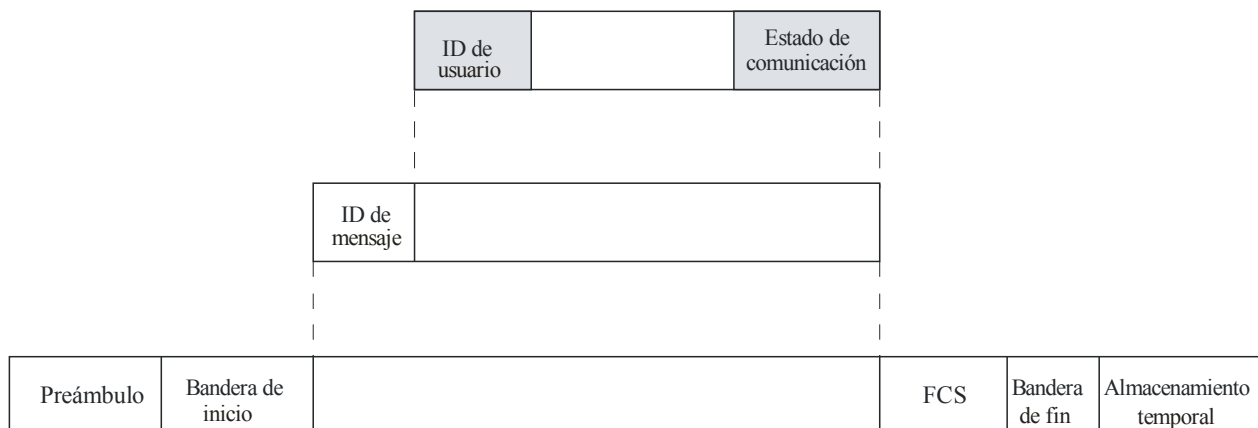 ID de
usuario
Estado de
comunicación
ID de
mensaje
Preámbulo
Bandera de
inicio
FCS
Bandera
de fin
Almacenamiento
temporal